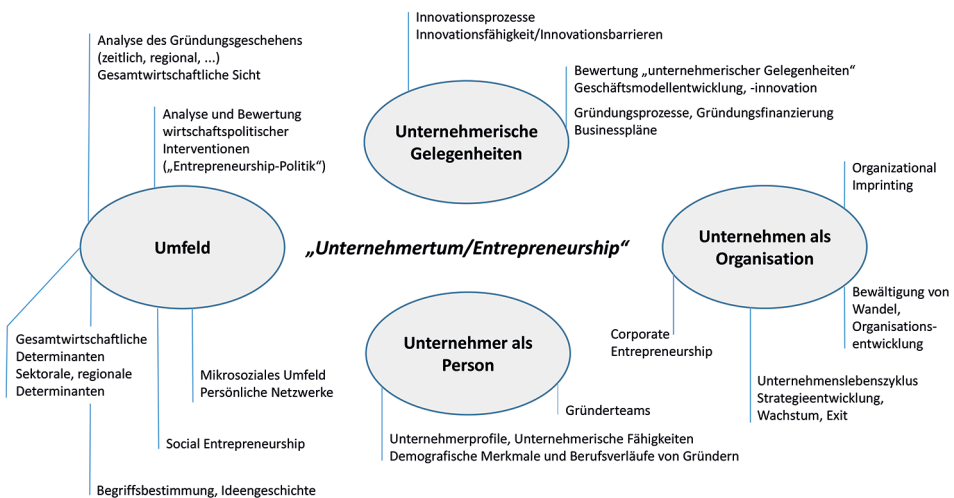 Innovationsprozesse
Innovationsfähigkeit/Innovationsbarrieren
Analyse des Gründungsgeschehens
(zeitlich, regional, ...)
Gesamtwirtschaftliche Sicht
Bewertung „unternehmerischer Gelegenheiten“
Geschäftsmodellentwicklung, -innovation
Gründungsprozesse, Gründungsfinanzierung
Businesspläne
Analyse und Bewertung
wirtschaftspolitischer
Interventionen
(„Entrepreneurship-Politik“)
Unternehmerische
Gelegenheiten
Organizational
Imprinting
Umfeld
„Unternehmertum/Entrepreneurship“
Unternehmen als
Organisation
Bewältigung von
Wandel,
Organisations-
entwicklung
Gesamtwirtschaftliche
Determinanten
Sektorale, regionale
Determinanten
Unternehmer als
Person
Corporate
Entrepreneurship
Mikrosoziales Umfeld
Persönliche Netzwerke
Unternehmenslebenszyklus
Strategieentwicklung,
Wachstum, Exit
Gründerteams
Social Entrepreneurship
Unternehmerprofile, Unternehmerische Fähigkeiten
Demografische Merkmale und Berufsverläufe von Gründern
Begriffsbestimmung, Ideengeschichte